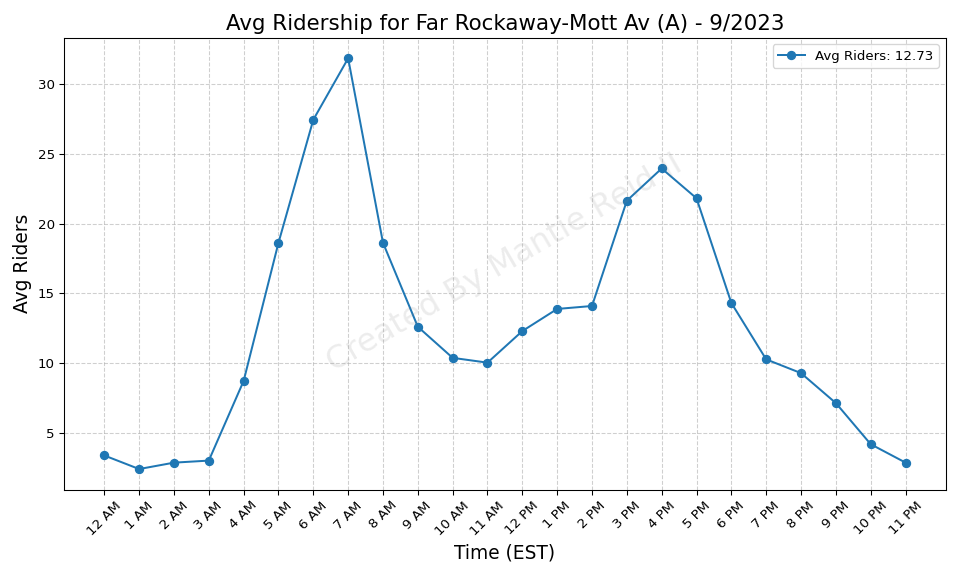 Avg Ridership for Far Rockaway-Mott Av (A) - 9/2023
Avg Riders: 12.73
Avg Riders
30
25
20
15
10
5
Created By Mantie Reid II
12 AM
1 AM
2 AM
3 AM
4 AM
5 AM
6 AM
7 AM
8 AM
9 AM
10 AM
11 AM
12 PM
1 PM
2 PM
3 PM
4 PM
5 PM
6 PM
7 PM
8 PM
9 PM
10 PM
11 PM
Time (EST)